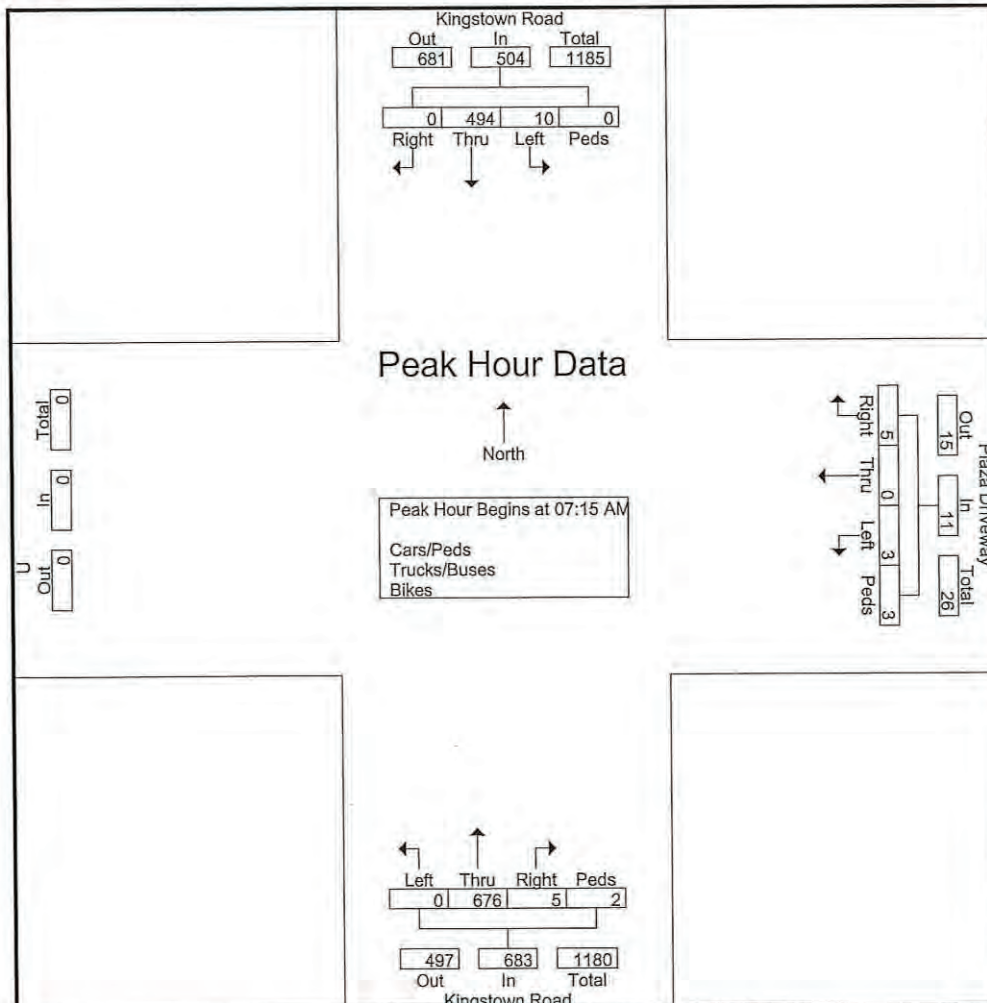 Kingstown Road
Out In Total
681 504 1185
0 494 10 0
Right Thru Left Peds
Peak Hour Data
North
Peak Hour Begins at 07:15 AM
Cars/Peds
Trucks/Buses
Bikes
Total In Out
0 0 0
U
Plaza Driveway
Out In Total
15 11 26
5 0 3 3
Right Thru Left Peds
Left Thru Right Peds
0 676 5 2
497 683 1180
Out In Total
Kingstown Road